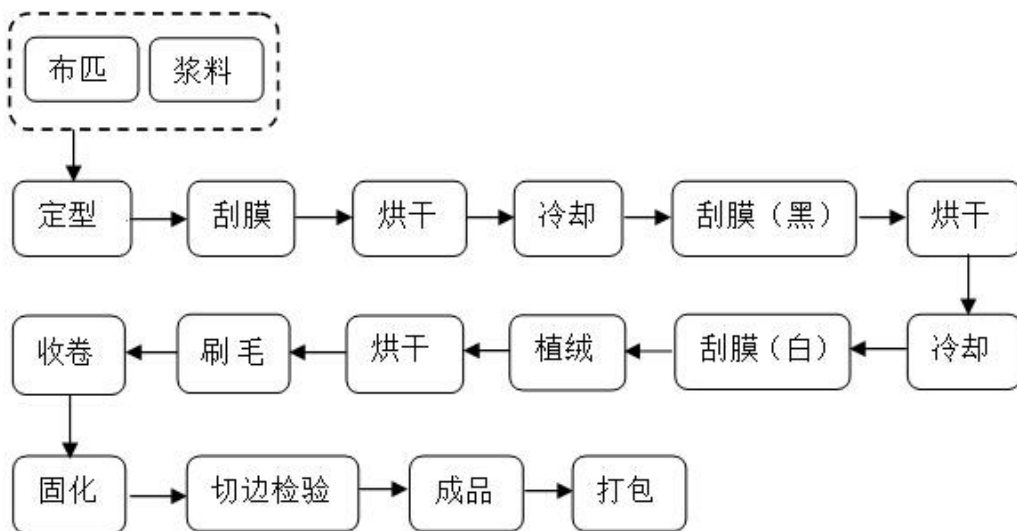 布匹 浆料
定型 刮膜 烘干 冷却 刮膜（黑） 烘干
收卷 刷毛 烘干 植绒 刮膜（白） 冷却
固化 切边检验 成品 打包